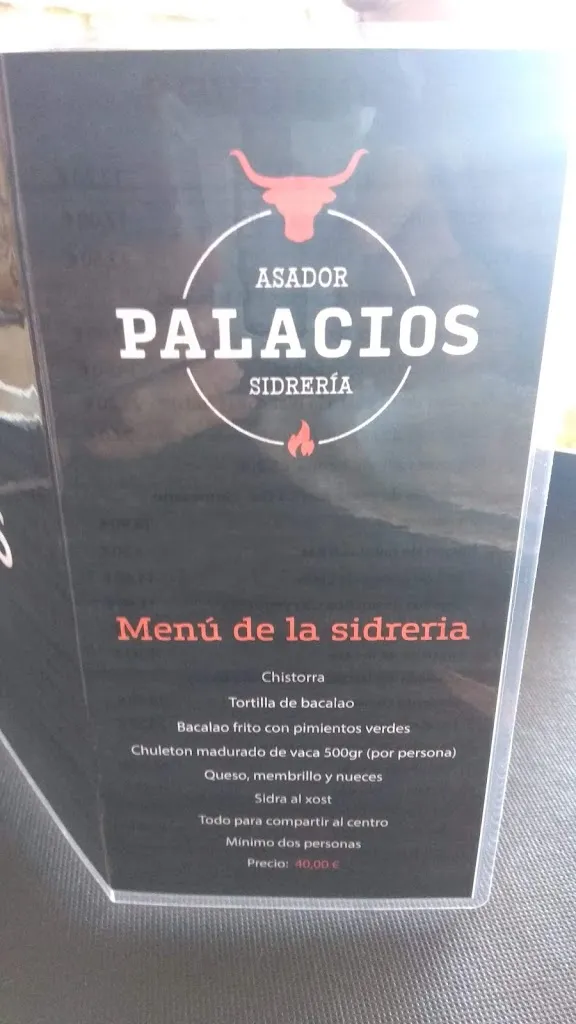 ASADOR
PALACIOS
SIDRERÍA
Menú de la sidreria
Chistorra
Tortilla de bacalao
Bacalao frito con pimientos verdes
Chuleton madurado de vaca 500gr (por persona)
Queso, membrillo y nueces
Sidra al xost
Todo para compartir al centro
Minimo dos personas
Precio: 40,00 €